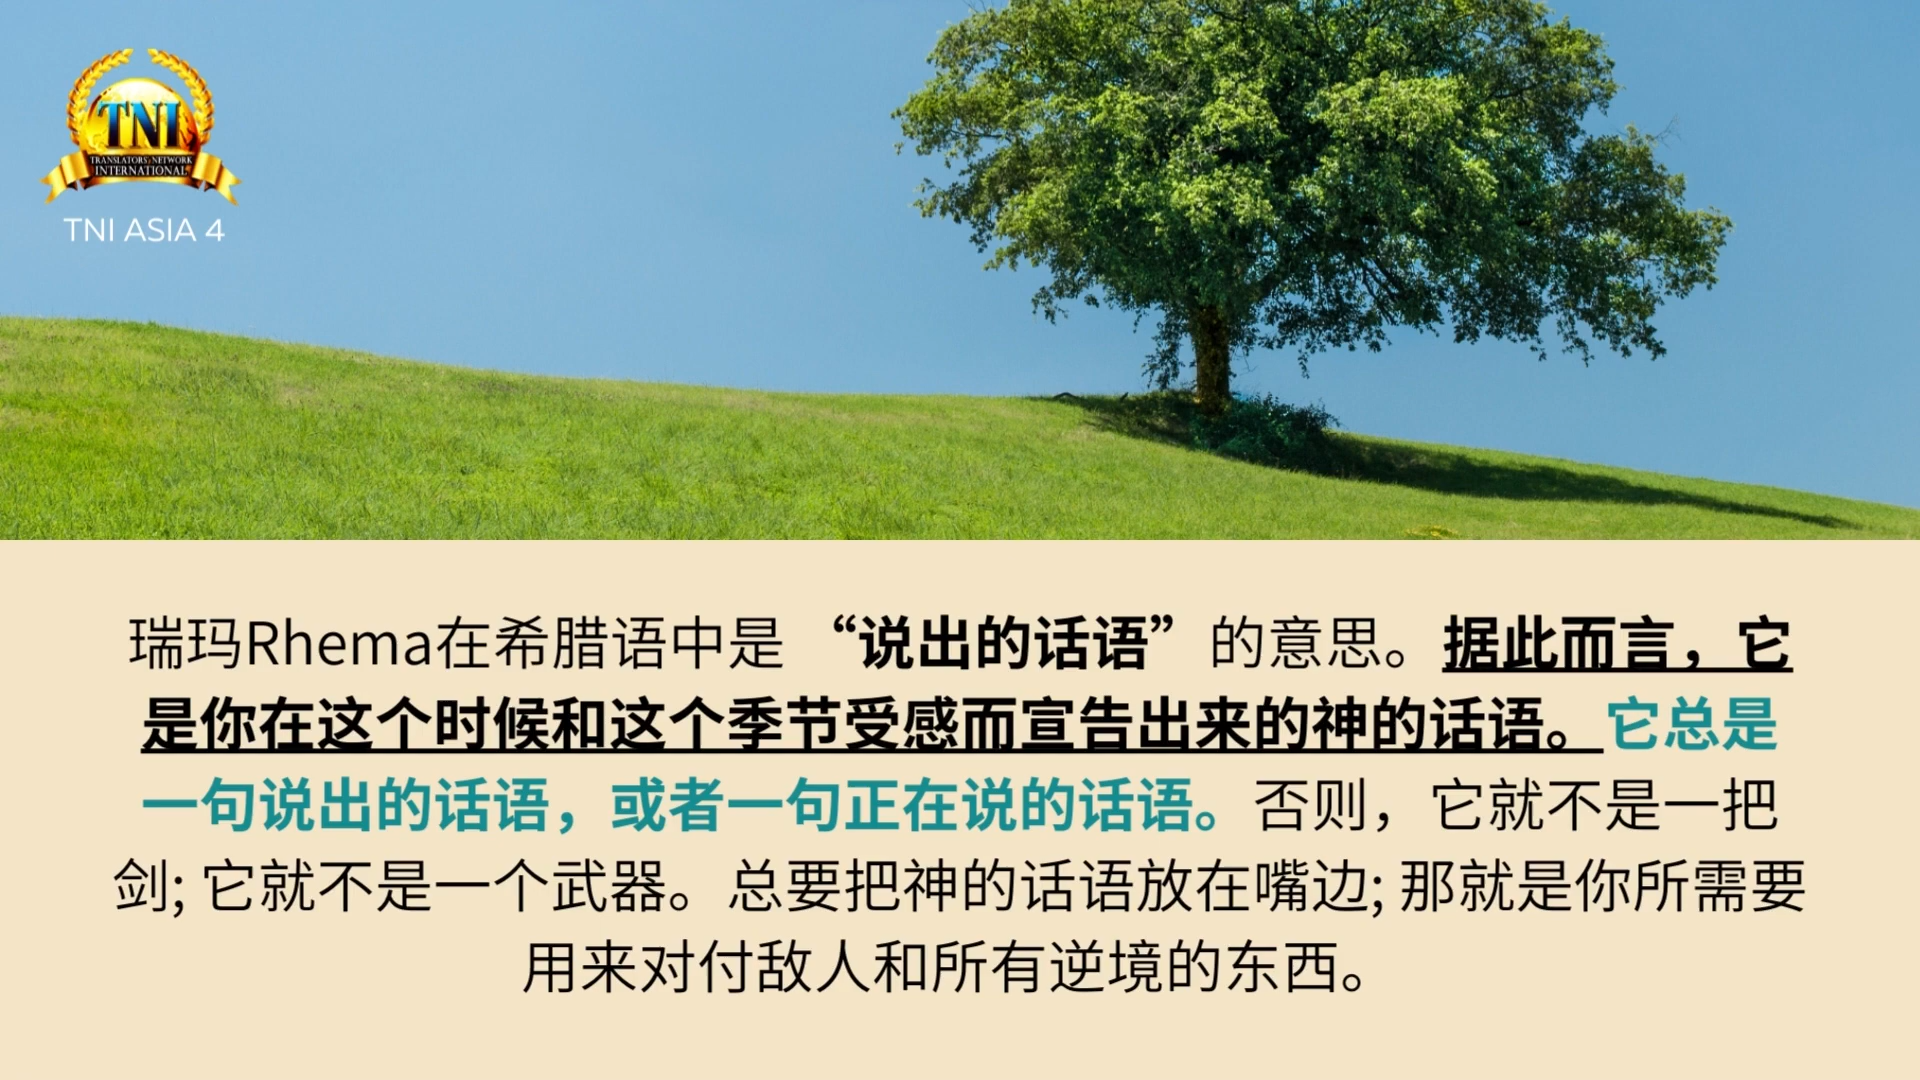 TNI
TRANSLATORS NETWORK
INTERNATIONAL
TNI ASIA 4
瑞玛Rhema在希腊语中是 “说出的话语”的意思。据此而言，它
是你在这个时候和这个季节受感而宣告出来的神的话语。它总是
一句说出的话语，或者一句正在说的话语。否则，它就不是一把
剑; 它就不是一个武器。总要把神的话语放在嘴边; 那就是你所需要
用来对付敌人和所有逆境的东西。